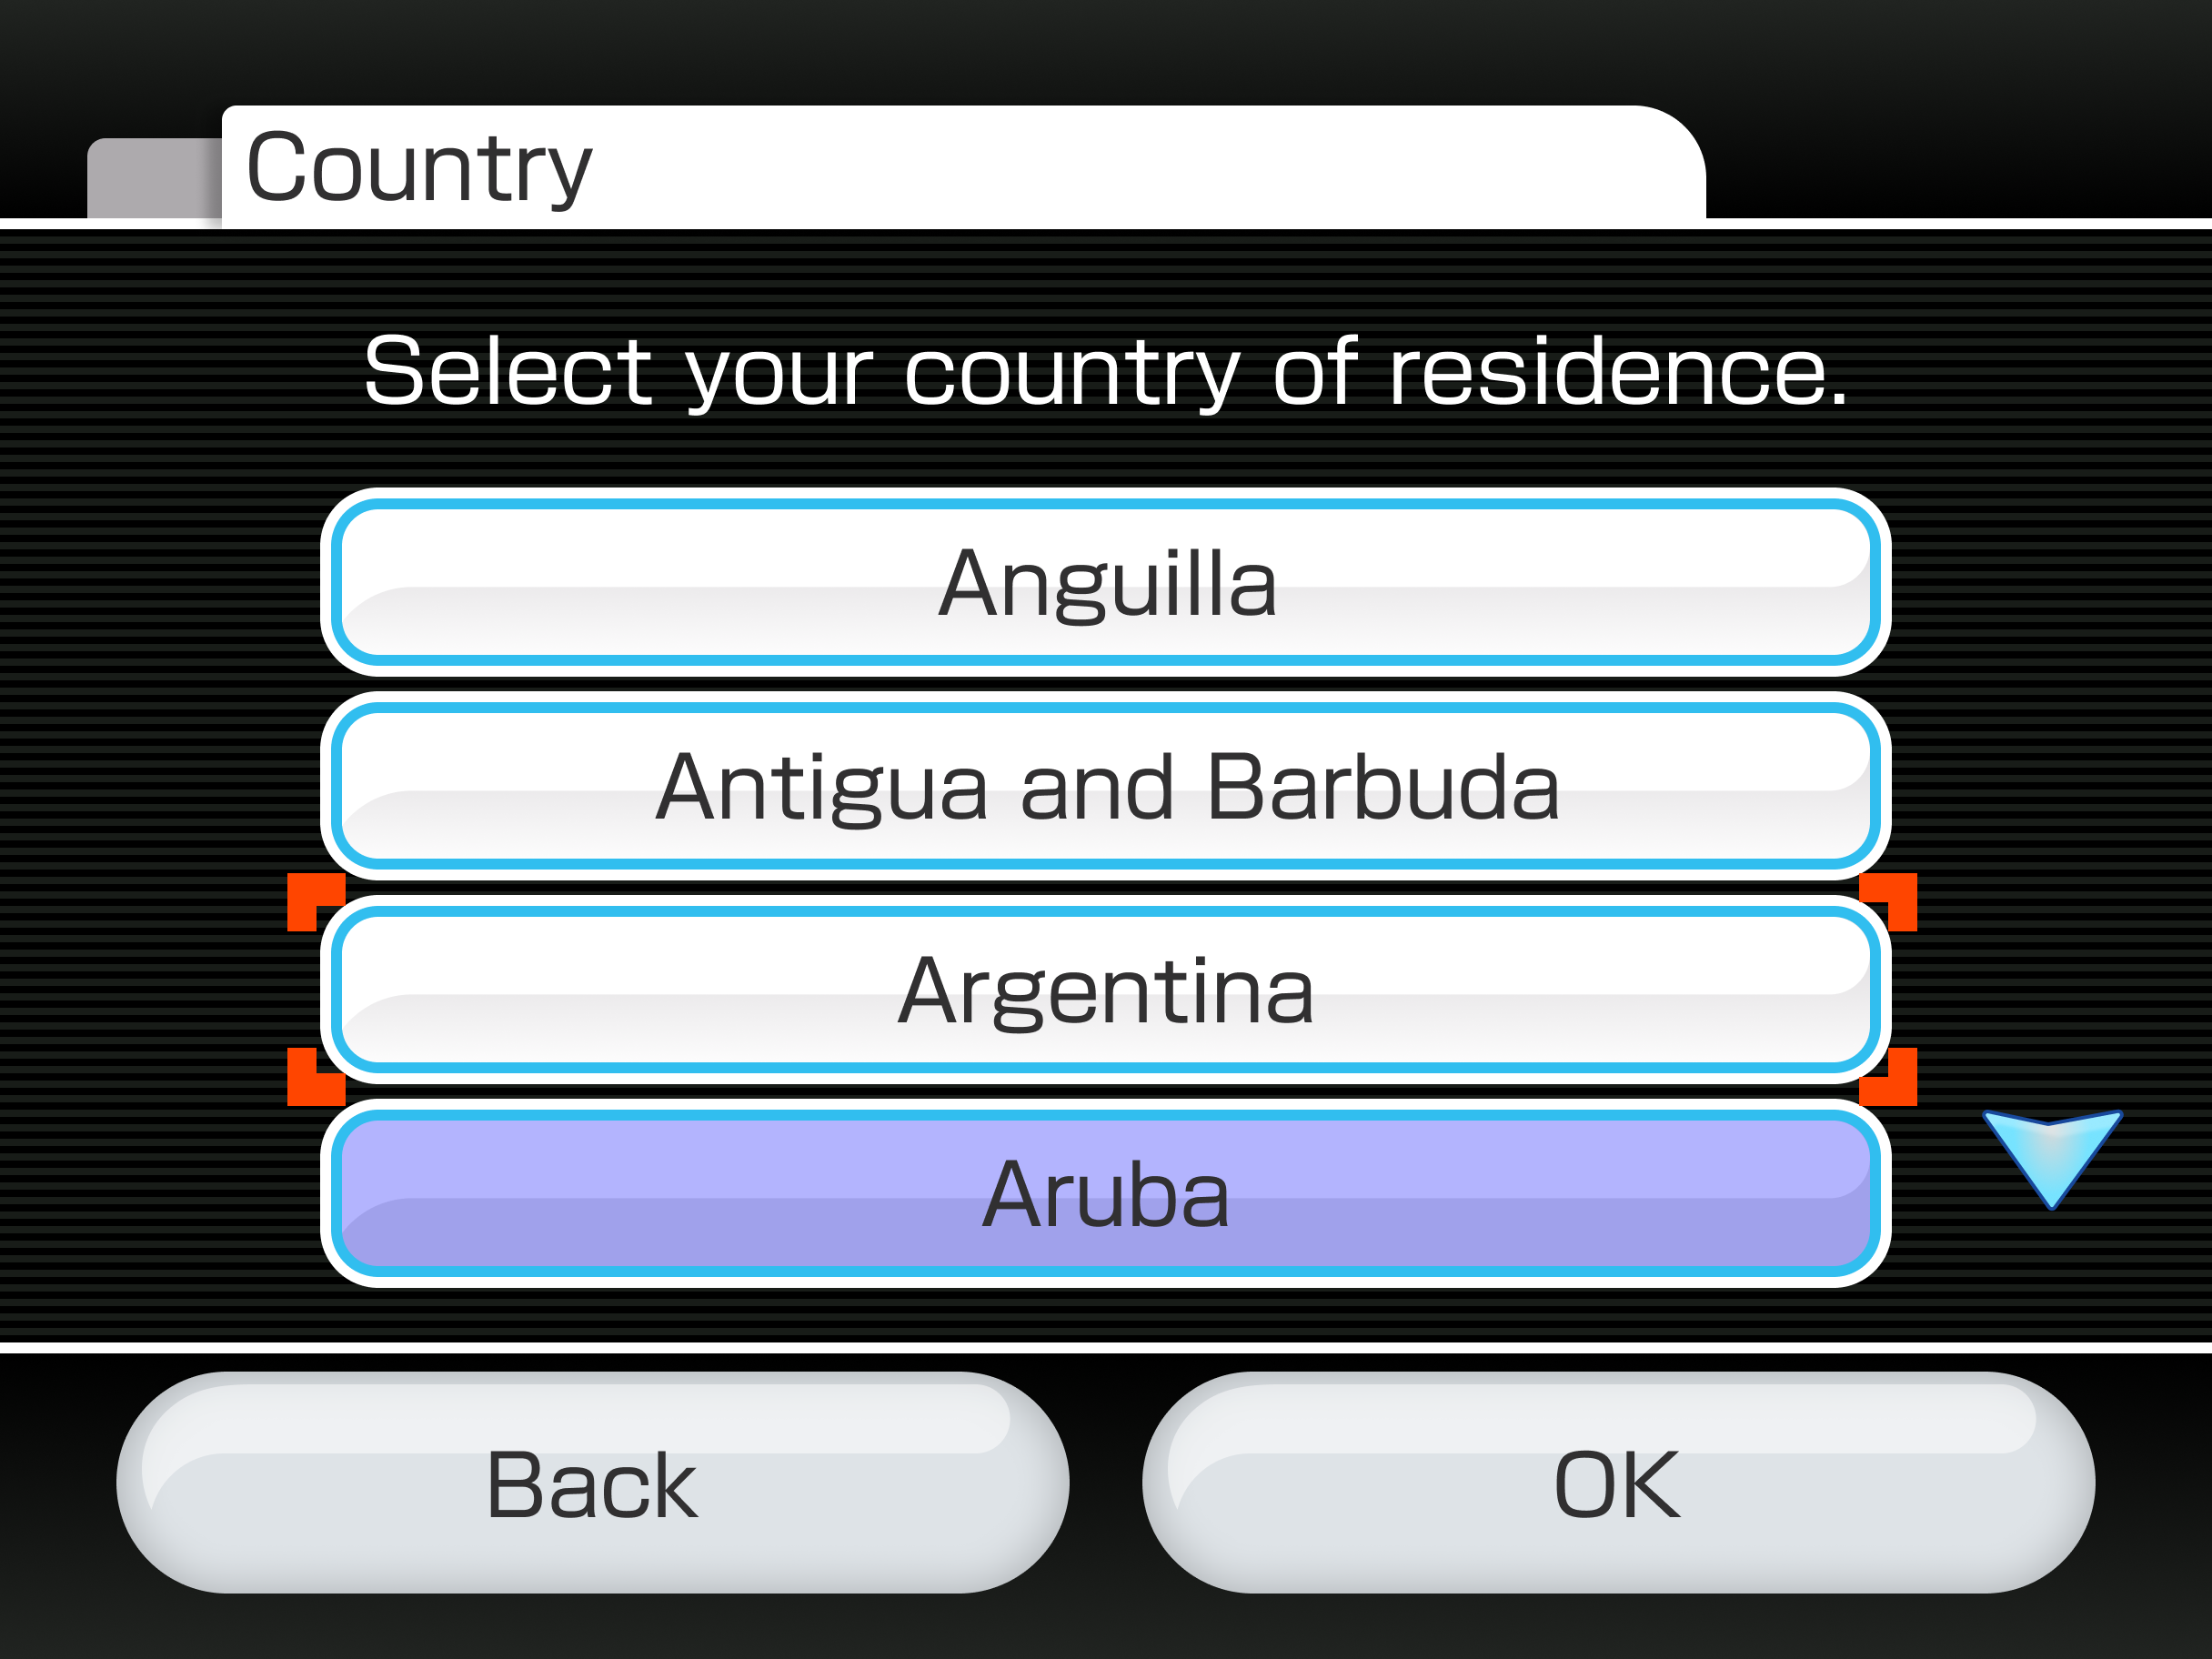 Country
Select your country of residence.
Anguilla
Antigua and Barbuda
Argentina
Aruba
Back
OK